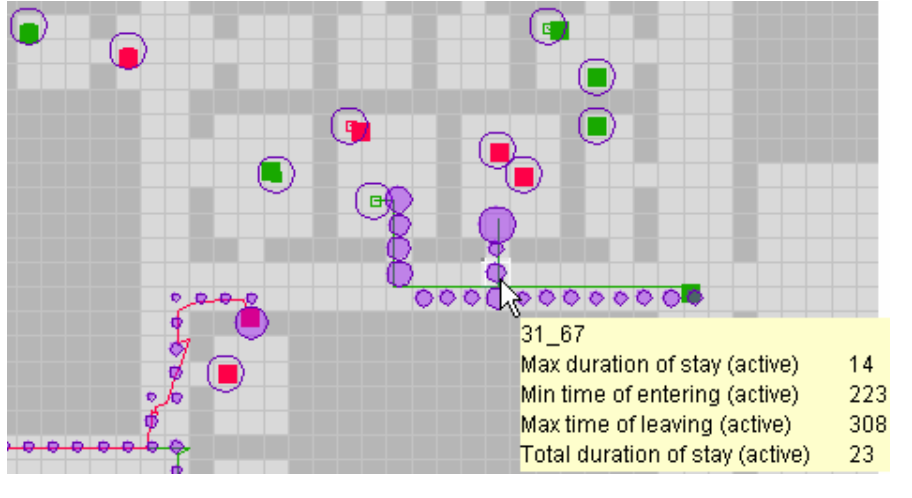 31_67
Max duration of stay (active) 14
Min time of entering (active) 223
Max time of leaving (active) 308
Total duration of stay (active) 23